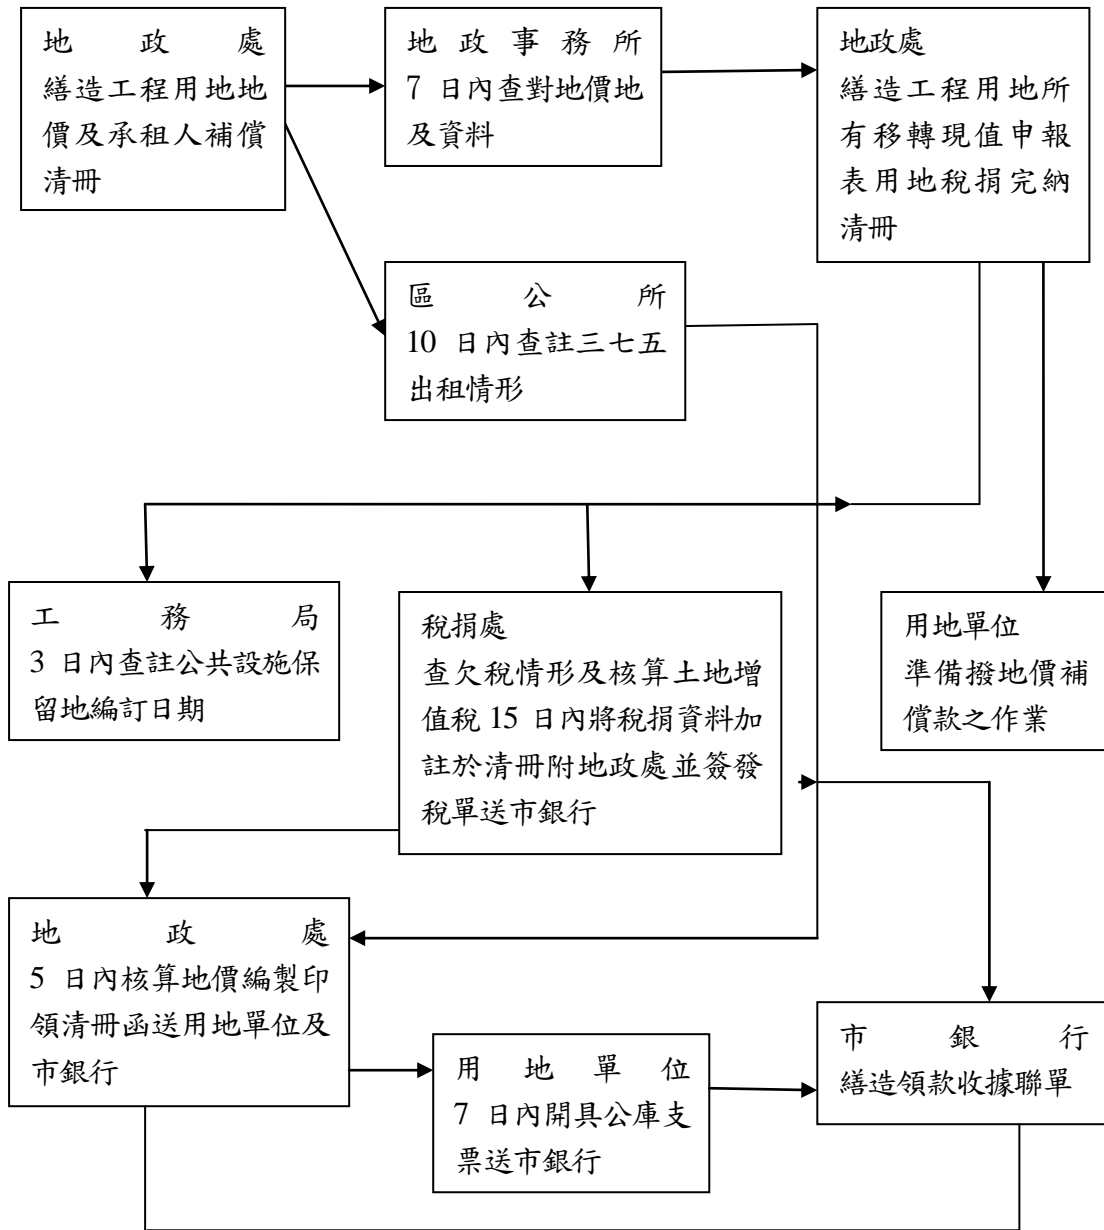 地政處
繕造工程用地地
價及承租人補償
清冊
地政事務所
7 日內查對地價地
及資料
地政處
繕造工程用地所
有移轉現值申報
表用地稅捐完納
清冊
區公所
10 日內查註三七五
出租情形
工務局
3 日內查註公共設施保
留地編訂日期
稅捐處
查欠稅情形及核算土地增
值稅 15 日內將稅捐資料加
註於清冊附地政處並簽發
稅單送市銀行
用地單位
準備撥地價補
償款之作業
地政處
5 日內核算地價編製印
領清冊函送用地單位及
市銀行
用地單位
7 日內開具公庫支
票送市銀行
市銀行
繕造領款收據聯單